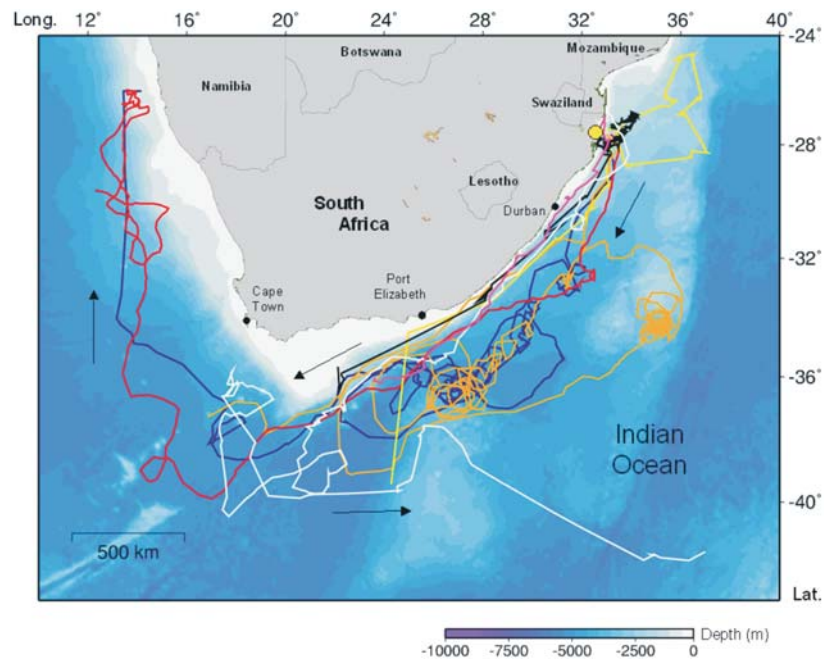 Long. 12° 16° 20° 24° 28° 32° 36° 40°
-24°
Botswana
Mozambique
Namibia
Swaziland
-28°
Lesotho
South
Africa
Durban
-32°
Cape
Town
Port
Elizabeth
-36°
Indian
Ocean
-40°
500 km
Lat.
Depth (m)
-10000 -7500 -5000 -2500 0